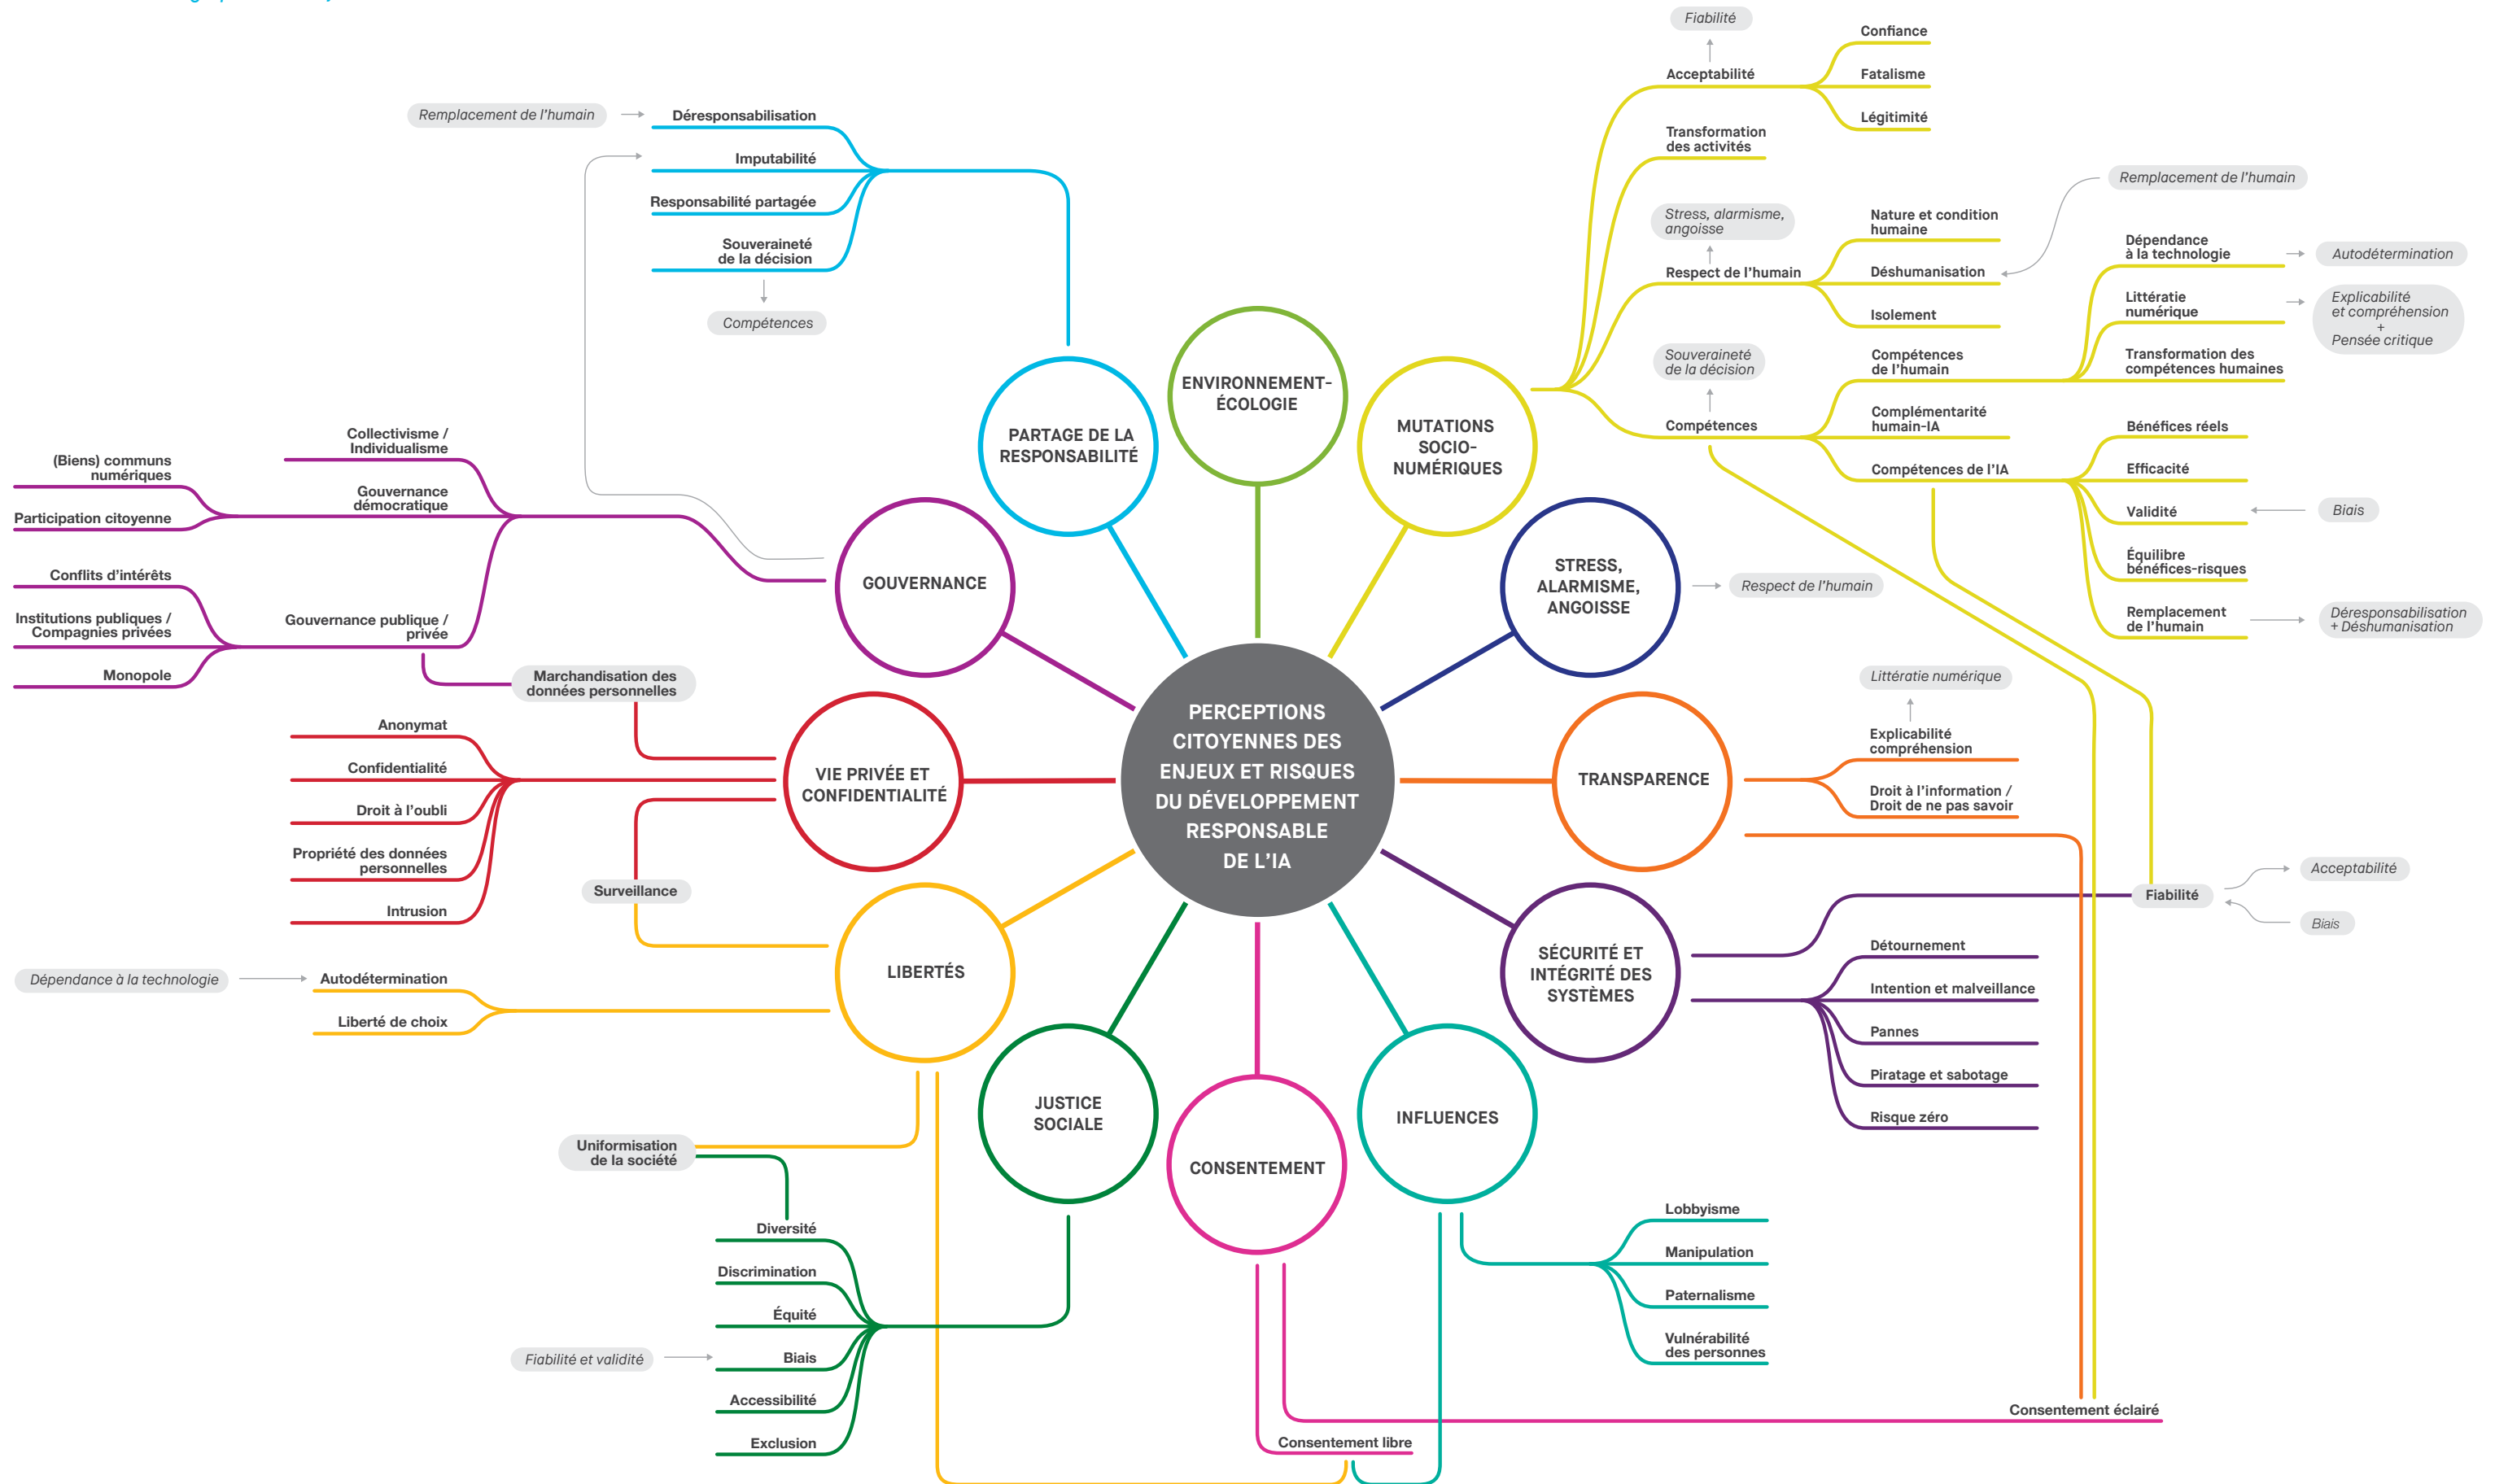 Fiabilité
Confiance
Acceptabilité
Fatalisme
Légitimité
Transformation
des activités
Remplacement de l'humain
Stress, alarmisme,
angoisse
Respect de l'humain
Nature et condition
humaine
Déshumanisation
Isolement
Dépendance
à la technologie
Autodétermination
Littératie
numérique
Explicabilité
et compréhension
+
Pensée critique
Transformation des
compétences humaines
Souveraineté
de la décision
Compétences
Compétences
de l'humain
Complémentarité
humain-IA
Compétences de l'IA
Bénéfices réels
Efficacité
Validité
Biais
Équilibre
bénéfices-risques
Remplacement
de l'humain
Déresponsabilisation
+ Déshumanisation
Remplacement de l'humain
Déresponsabilisation
Imputabilité
Responsabilité partagée
Souveraineté
de la décision
Compétences
ENVIRONNEMENT-
ÉCOLOGIE
PARTAGE DE LA
RESPONSABILITÉ
MUTATIONS
SOCIO-
NUMÉRIQUES
Collectivisme /
Individualisme
(Biens) communs
numériques
Gouvernance
démocratique
Participation citoyenne
Conflits d'intérêts
Institutions publiques /
Compagnies privées
Gouvernance publique /
privée
Monopole
GOUVERNANCE
STRESS,
ALARMISME,
ANGOISSE
Respect de l'humain
Marchandisation des
données personnelles
Anonymat
Confidentialité
Droit à l'oubli
Propriété des données
personnelles
Intrusion
VIE PRIVÉE ET
CONFIDENTIALITÉ
PERCEPTIONS
CITOYENNES DES
ENJEUX ET RISQUES
DU DÉVELOPPEMENT
RESPONSABLE
DE L'IA
TRANSPARENCE
Littératie numérique
Explicabilité
compréhension
Droit à l'information /
Droit de ne pas savoir
Surveillance
Dépendance à la technologie
Autodétermination
Liberté de choix
LIBERTÉS
SÉCURITÉ ET
INTÉGRITÉ DES
SYSTÈMES
Fiabilité
Acceptabilité
Biais
Détournement
Intention et malveillance
Pannes
Piratage et sabotage
Risque zéro
JUSTICE
SOCIALE
CONSENTEMENT
INFLUENCES
Uniformisation
de la société
Diversité
Discrimination
Équité
Fiabilité et validité
Biais
Accessibilité
Exclusion
Lobbyisme
Manipulation
Paternalisme
Vulnérabilité
des personnes
Consentement éclairé
Consentement libre